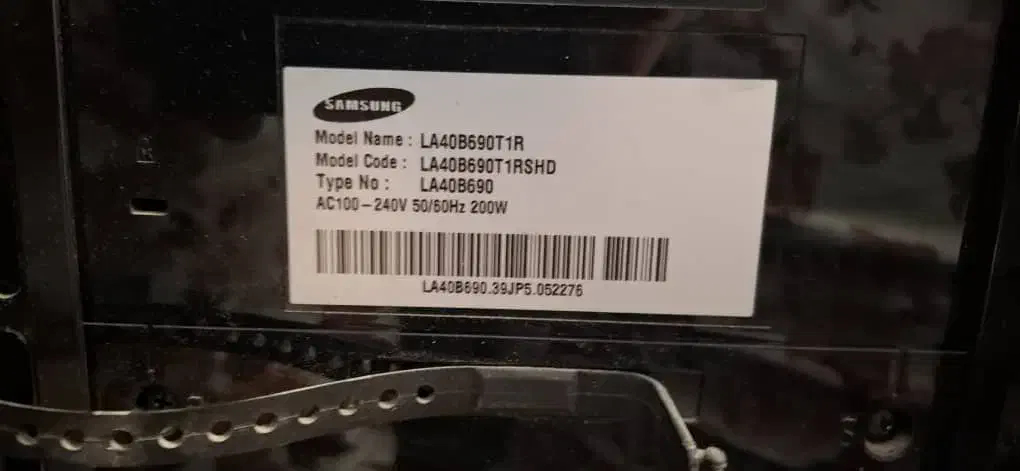 SAMSUNG
Model Name : LA40B690T1R
Model Code : LA40B690T1RSHD
Type No : LA40B690
AC100-240V 50/60Hz 200W
LA40B690.39JP5.052276